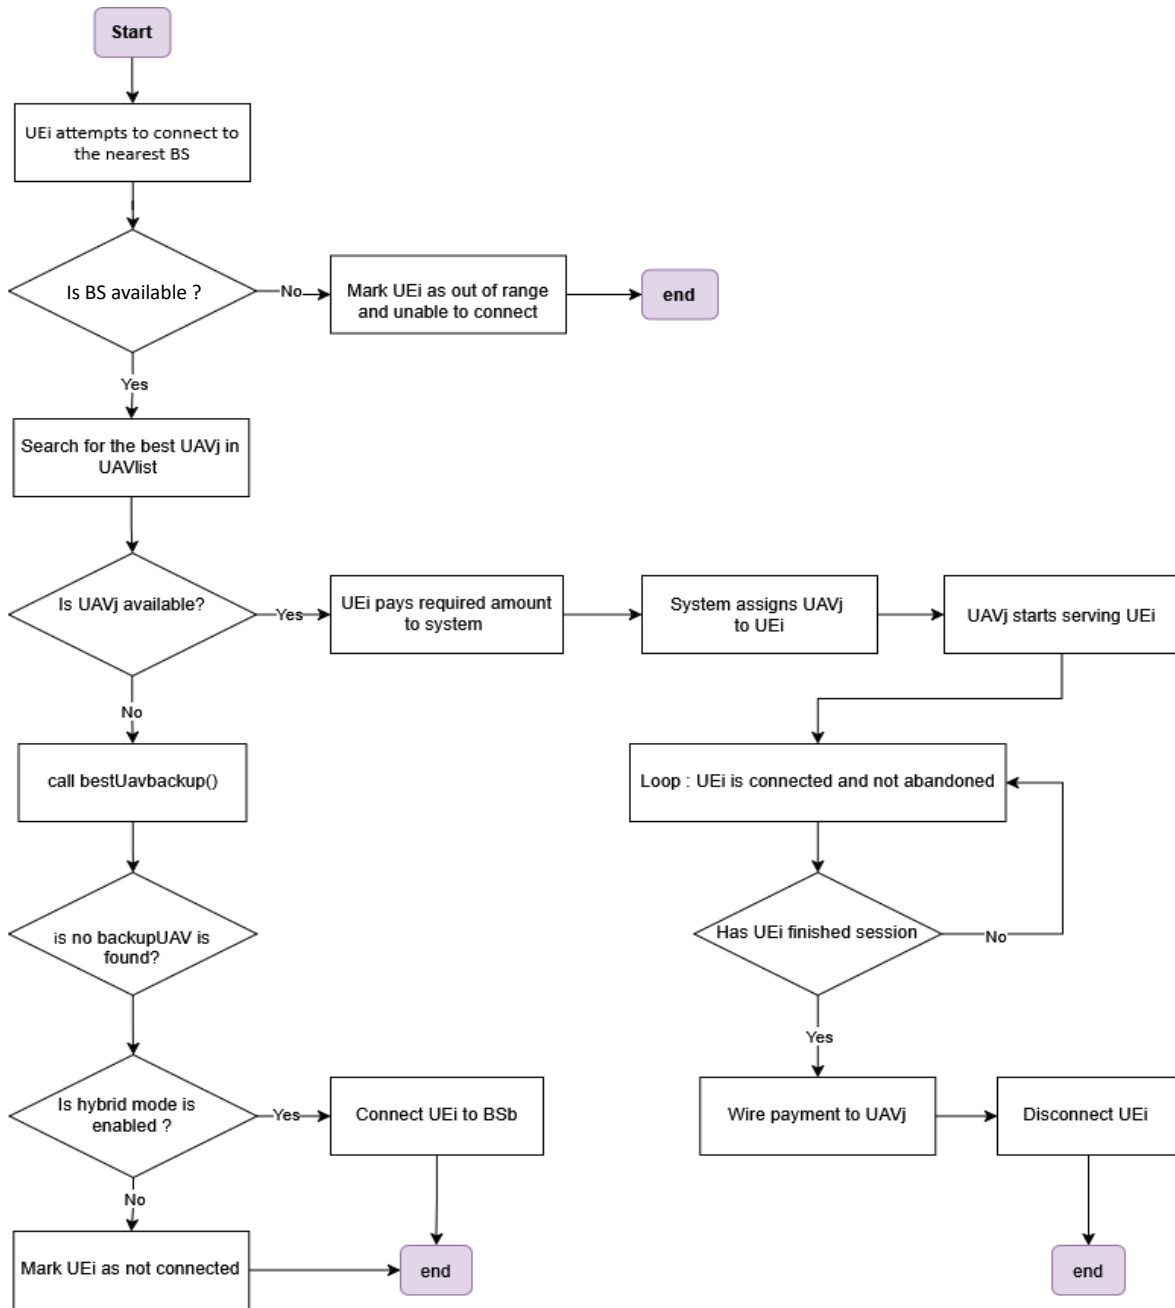 Start
UEi attempts to connect to
the nearest BS
Is BS available ?
No
Mark UEi as out of range
and unable to connect
end
Yes
Search for the best UAVj in
UAVlist
Is UAVj available?
Yes
UEi pays required amount
to system
System assigns UAVj
to UEi
UAVj starts serving UEi
No
call bestUavbackup()
Loop : UEi is connected and not abandoned
is no backupUAV is
found?
Has UEi finished session
No
Yes
Is hybrid mode is
enabled ?
Yes
Connect UEi to BSb
Wire payment to UAVj
Disconnect UEi
No
Mark UEi as not connected
end
end